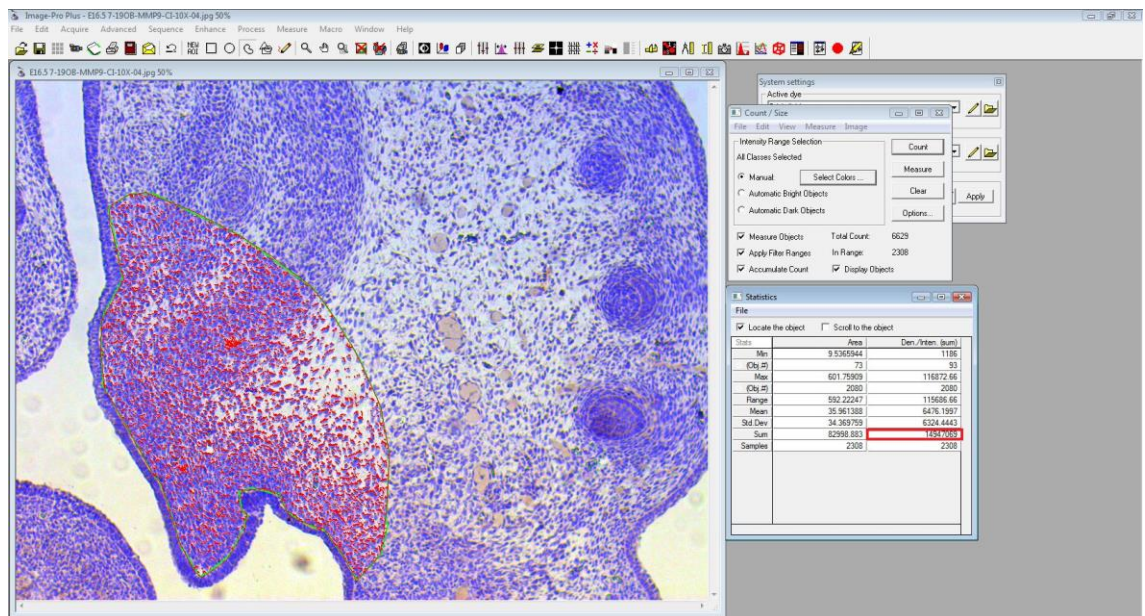 Image-Pro Plus - E16.5 7-19OB-MMP9-CI-10X-04.jpg 50%
File Edit Acquire Advanced Sequence Enhance Process Measure Macro Window Help
NEW AOI
E16.5 7-19OB-MMP9-CI-10X-04.jpg 50%
System settings
Active dye
Apply
Count / Size
File Edit View Measure Image
Intensity Range Selection
All Classes Selected
Manual Select Colors ...
Automatic Bright Objects
Automatic Dark Objects
Count
Measure
Clear
Options...
Measure Objects Total Count: 6629
Apply Filter Ranges In Range: 2308
Accumulate Count Display Objects
Statistics
File
Locate the object Scroll to the object
Stats Area Den./Inten. (sum)
Min 9.5365944 1186
(Obj.#) 73 93
Max 601.75909 116872.66
(Obj.#) 2080 2080
Range 592.22247 115686.66
Mean 35.961388 6476.1997
Std.Dev 34.369759 6324.4443
Sum 82998.883 14947069
Samples 2308 2308